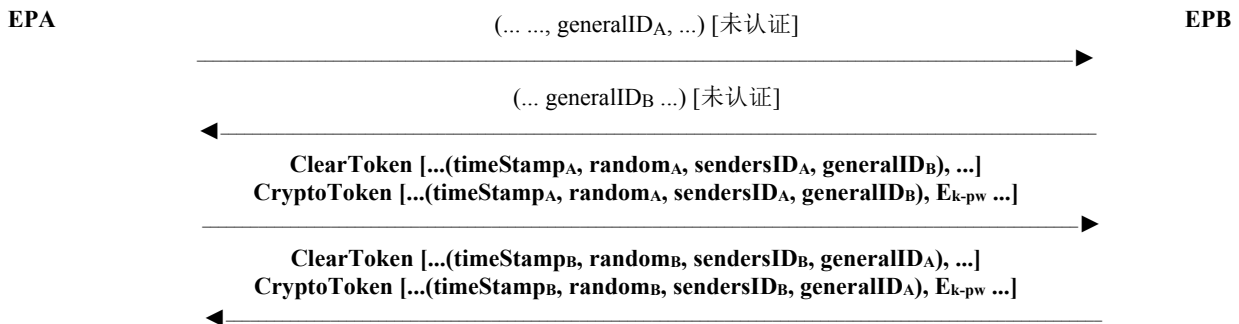 EPA (... ..., generalIDA, ...) [未认证] EPB
(... generalIDB ...) [未认证]
ClearToken [...(timeStampA, randomA, sendersIDA, generalIDB), ...]
CryptoToken [...(timeStampA, randomA, sendersIDA, generalIDB), Ek-pw ...]
ClearToken [...(timeStampB, randomB, sendersIDB, generalIDA), ...]
CryptoToken [...(timeStampB, randomB, sendersIDB, generalIDA), Ek-pw ...]